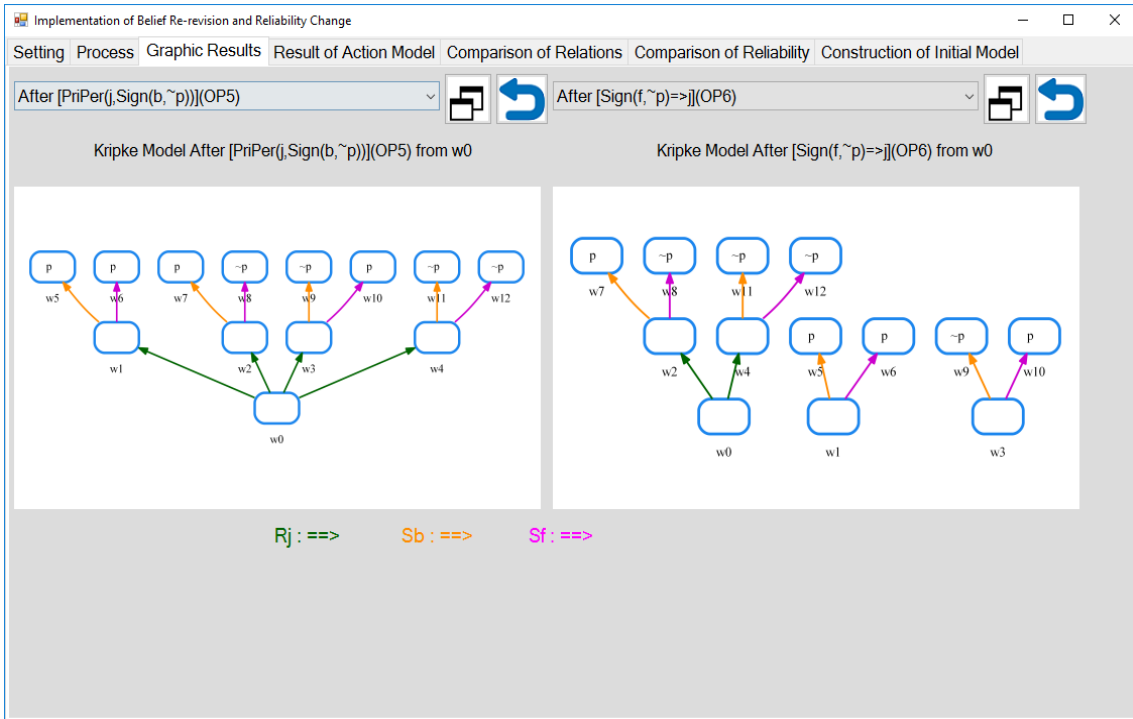 Implementation of Belief Re-revision and Reliability Change
Setting Process Graphic Results Result of Action Model Comparison of Relations Comparison of Reliability Construction of Initial Model
After [PriPer(j,Sign(b,~p))](OP5) After [Sign(f,~p)=>j](OP6)
Kripke Model After [PriPer(j,Sign(b,~p))](OP5) from w0
p p p ~p ~p p ~p ~p
w5 w6 w7 w8 w9 w10 w11 w12
w1 w2 w3 w4
w0
Kripke Model After [Sign(f,~p)=>j](OP6) from w0
p ~p ~p ~p
w7 w8 w11 w12
p p ~p p
w2 w4 w5 w6 w9 w10
w0 w1 w3
Rj : ==> Sb : ==> Sf : ==>